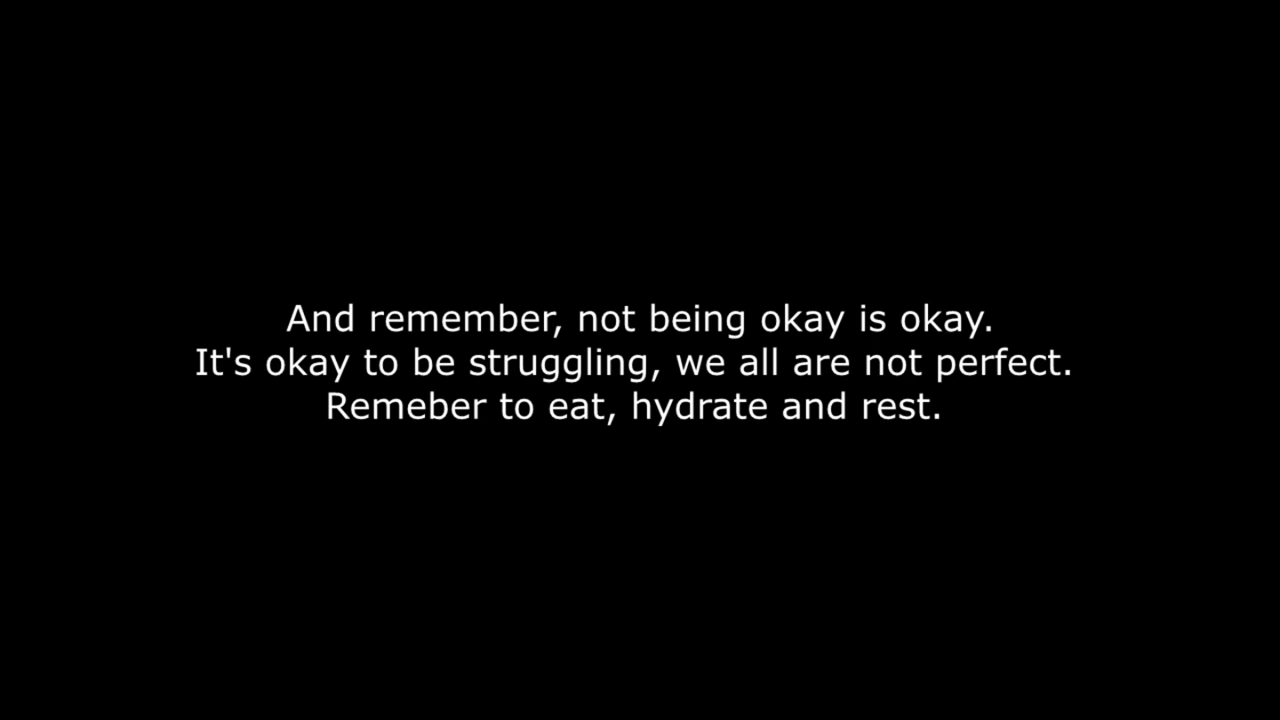 And remember, not being okay is okay.
It's okay to be struggling, we all are not perfect.
Remeber to eat, hydrate and rest.